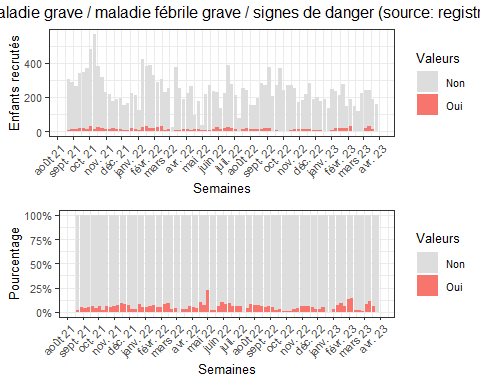 aladie grave / maladie fébrile grave / signes de danger (source: registr
Enfants recrutés
400
200
0
août 21
sept. 21
oct. 21
nov. 21
déc. 21
janv. 22
févr. 22
mars 22
avr. 22
mai 22
juin 22
juil. 22
août 22
sept. 22
oct. 22
nov. 22
déc. 22
janv. 23
févr. 23
mars 23
avr. 23
Semaines
Valeurs
Non
Oui
Pourcentage
100%
75%
50%
25%
0%
août 21
sept. 21
oct. 21
nov. 21
déc. 21
janv. 22
févr. 22
mars 22
avr. 22
mai 22
juin 22
juil. 22
août 22
sept. 22
oct. 22
nov. 22
déc. 22
janv. 23
févr. 23
mars 23
avr. 23
Semaines
Valeurs
Non
Oui